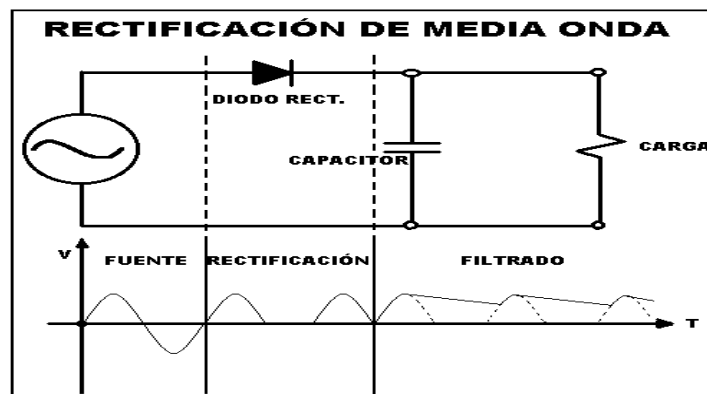 RECTIFICACIÓN DE MEDIA ONDA
DIODO RECT.
CAPACITOR
CARGA
V
FUENTE
RECTIFICACIÓN
FILTRADO
T